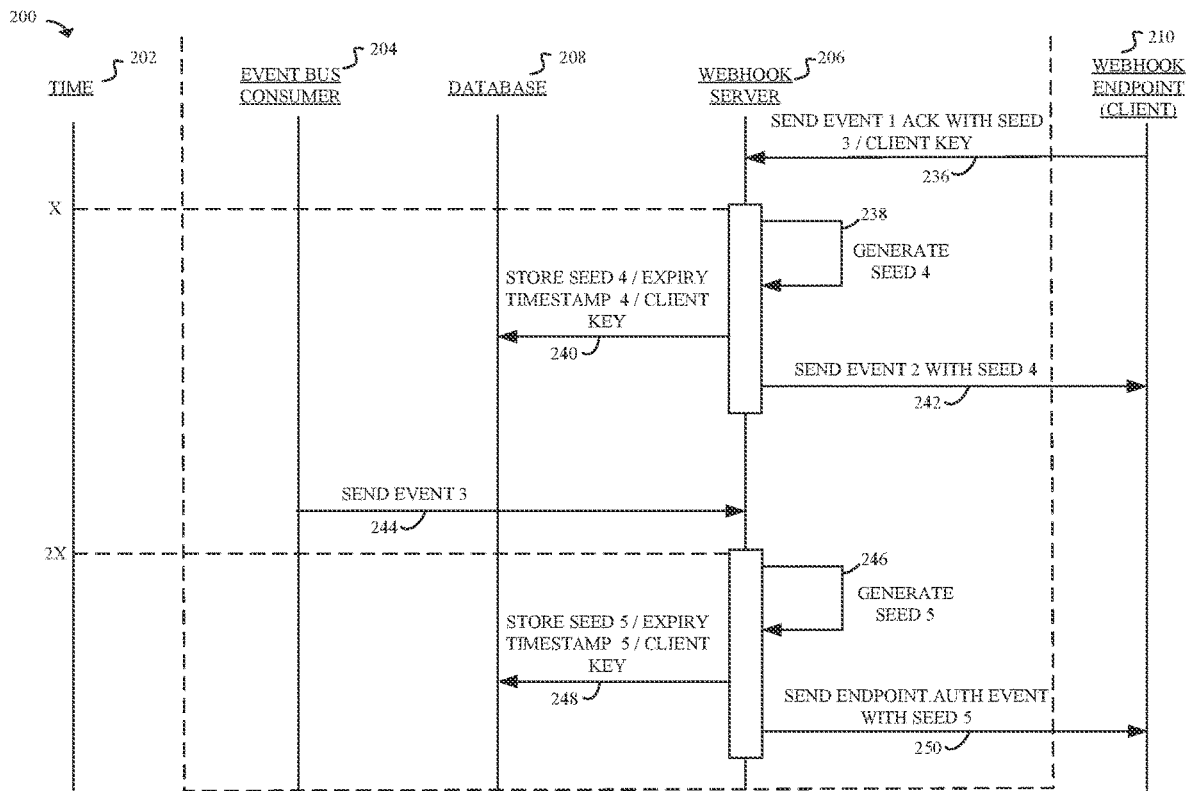 200
TIME
202
EVENT BUS
CONSUMER
204
DATABASE
208
WEBHOOK
SERVER
206
210
WEBHOOK
ENDPOINT
(CLIENT)
SEND EVENT 1 ACK WITH SEED
3 / CLIENT KEY
236
X
238
GENERATE
SEED 4
STORE SEED 4 / EXPIRY
TIMESTAMP 4 / CLIENT
KEY
240
SEND EVENT 2 WITH SEED 4
242
SEND EVENT 3
244
2X
246
GENERATE
SEED 5
STORE SEED 5 / EXPIRY
TIMESTAMP 5 / CLIENT
KEY
248
SEND ENDPOINT.AUTH EVENT
WITH SEED 5
250